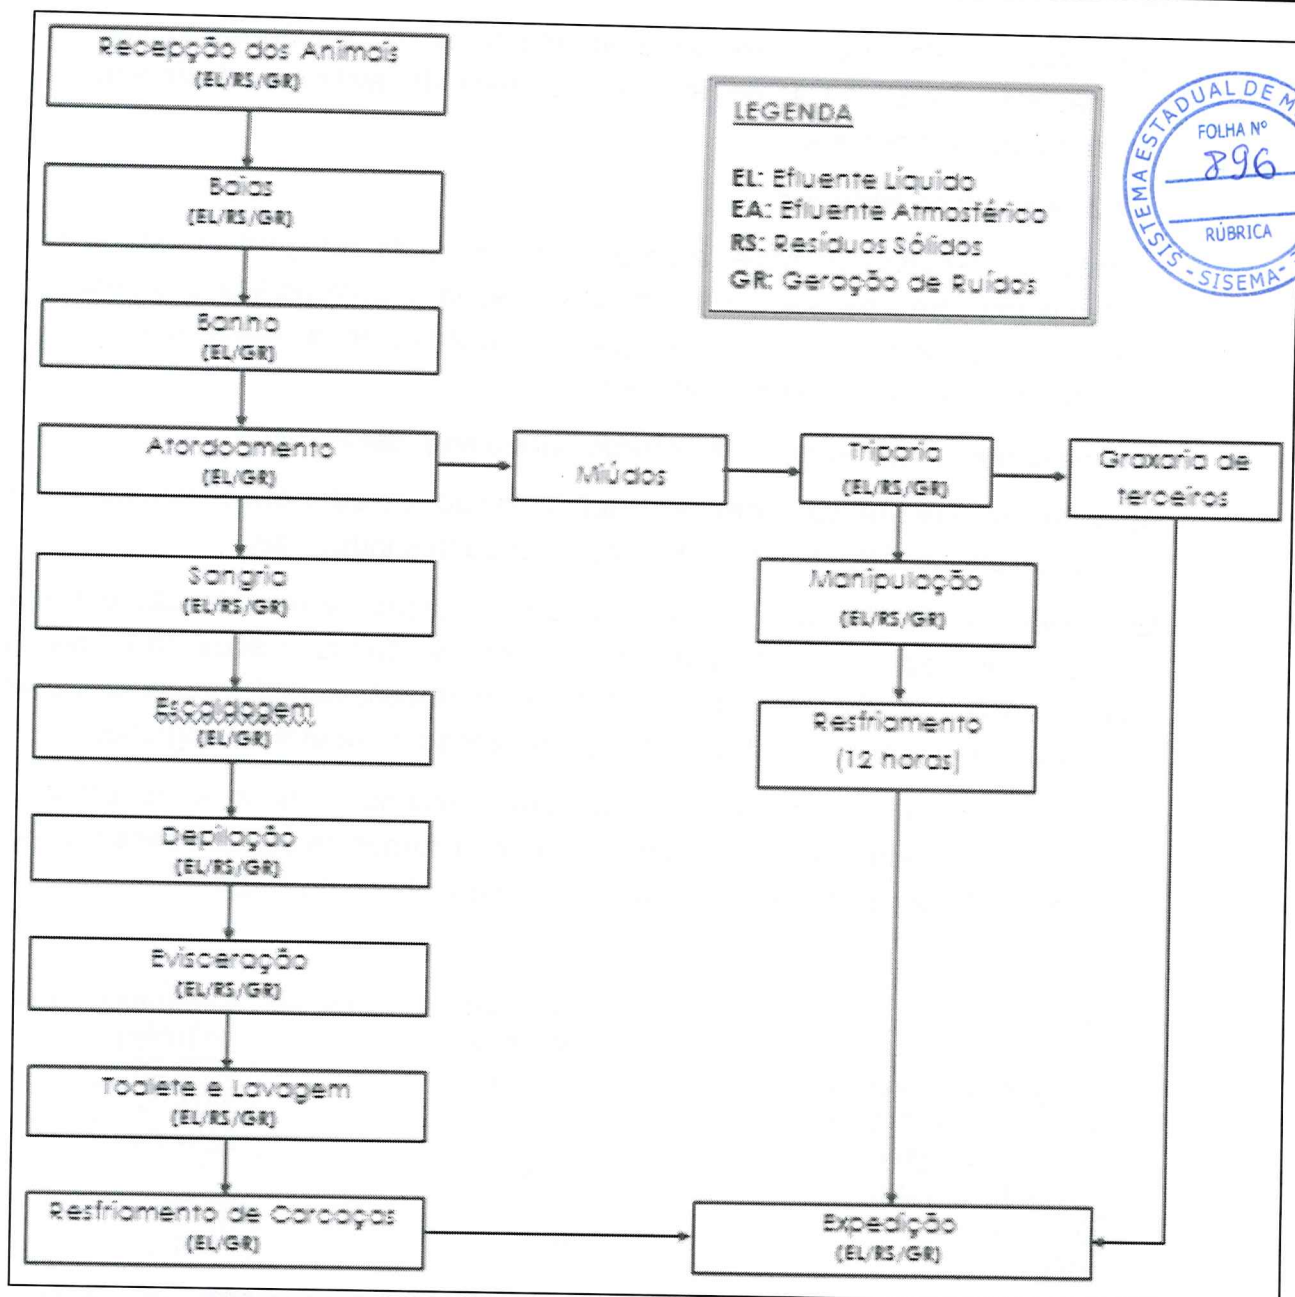 Recepção dos Animais
(EL/RS/GR)
Baias
(EL/RS/GR)
Banho
(EL/GR)
Atordoamento
(EL/GR)
Sangria
(EL/RS/GR)
Escaldagem
(EL/GR)
Depilação
(EL/RS/GR)
Evisceração
(EL/RS/GR)
Toalete e Lavagem
(EL/RS/GR)
Resfriamento de Carcaças
(EL/GR)
Miúdos
Triparia
(EL/RS/GR)
Graxaria de
terceiros
Manipulação
(EL/RS/GR)
Resfriamento
(12 horas)
Expedição
(EL/RS/GR)
LEGENDA
EL: Efluente Líquido
EA: Efluente Atmosférico
RS: Resíduos Sólidos
GR: Geração de Ruídos
SISTEMA ESTADUAL DE M
FOLHA Nº
896
RÚBRICA
- SISEMA -